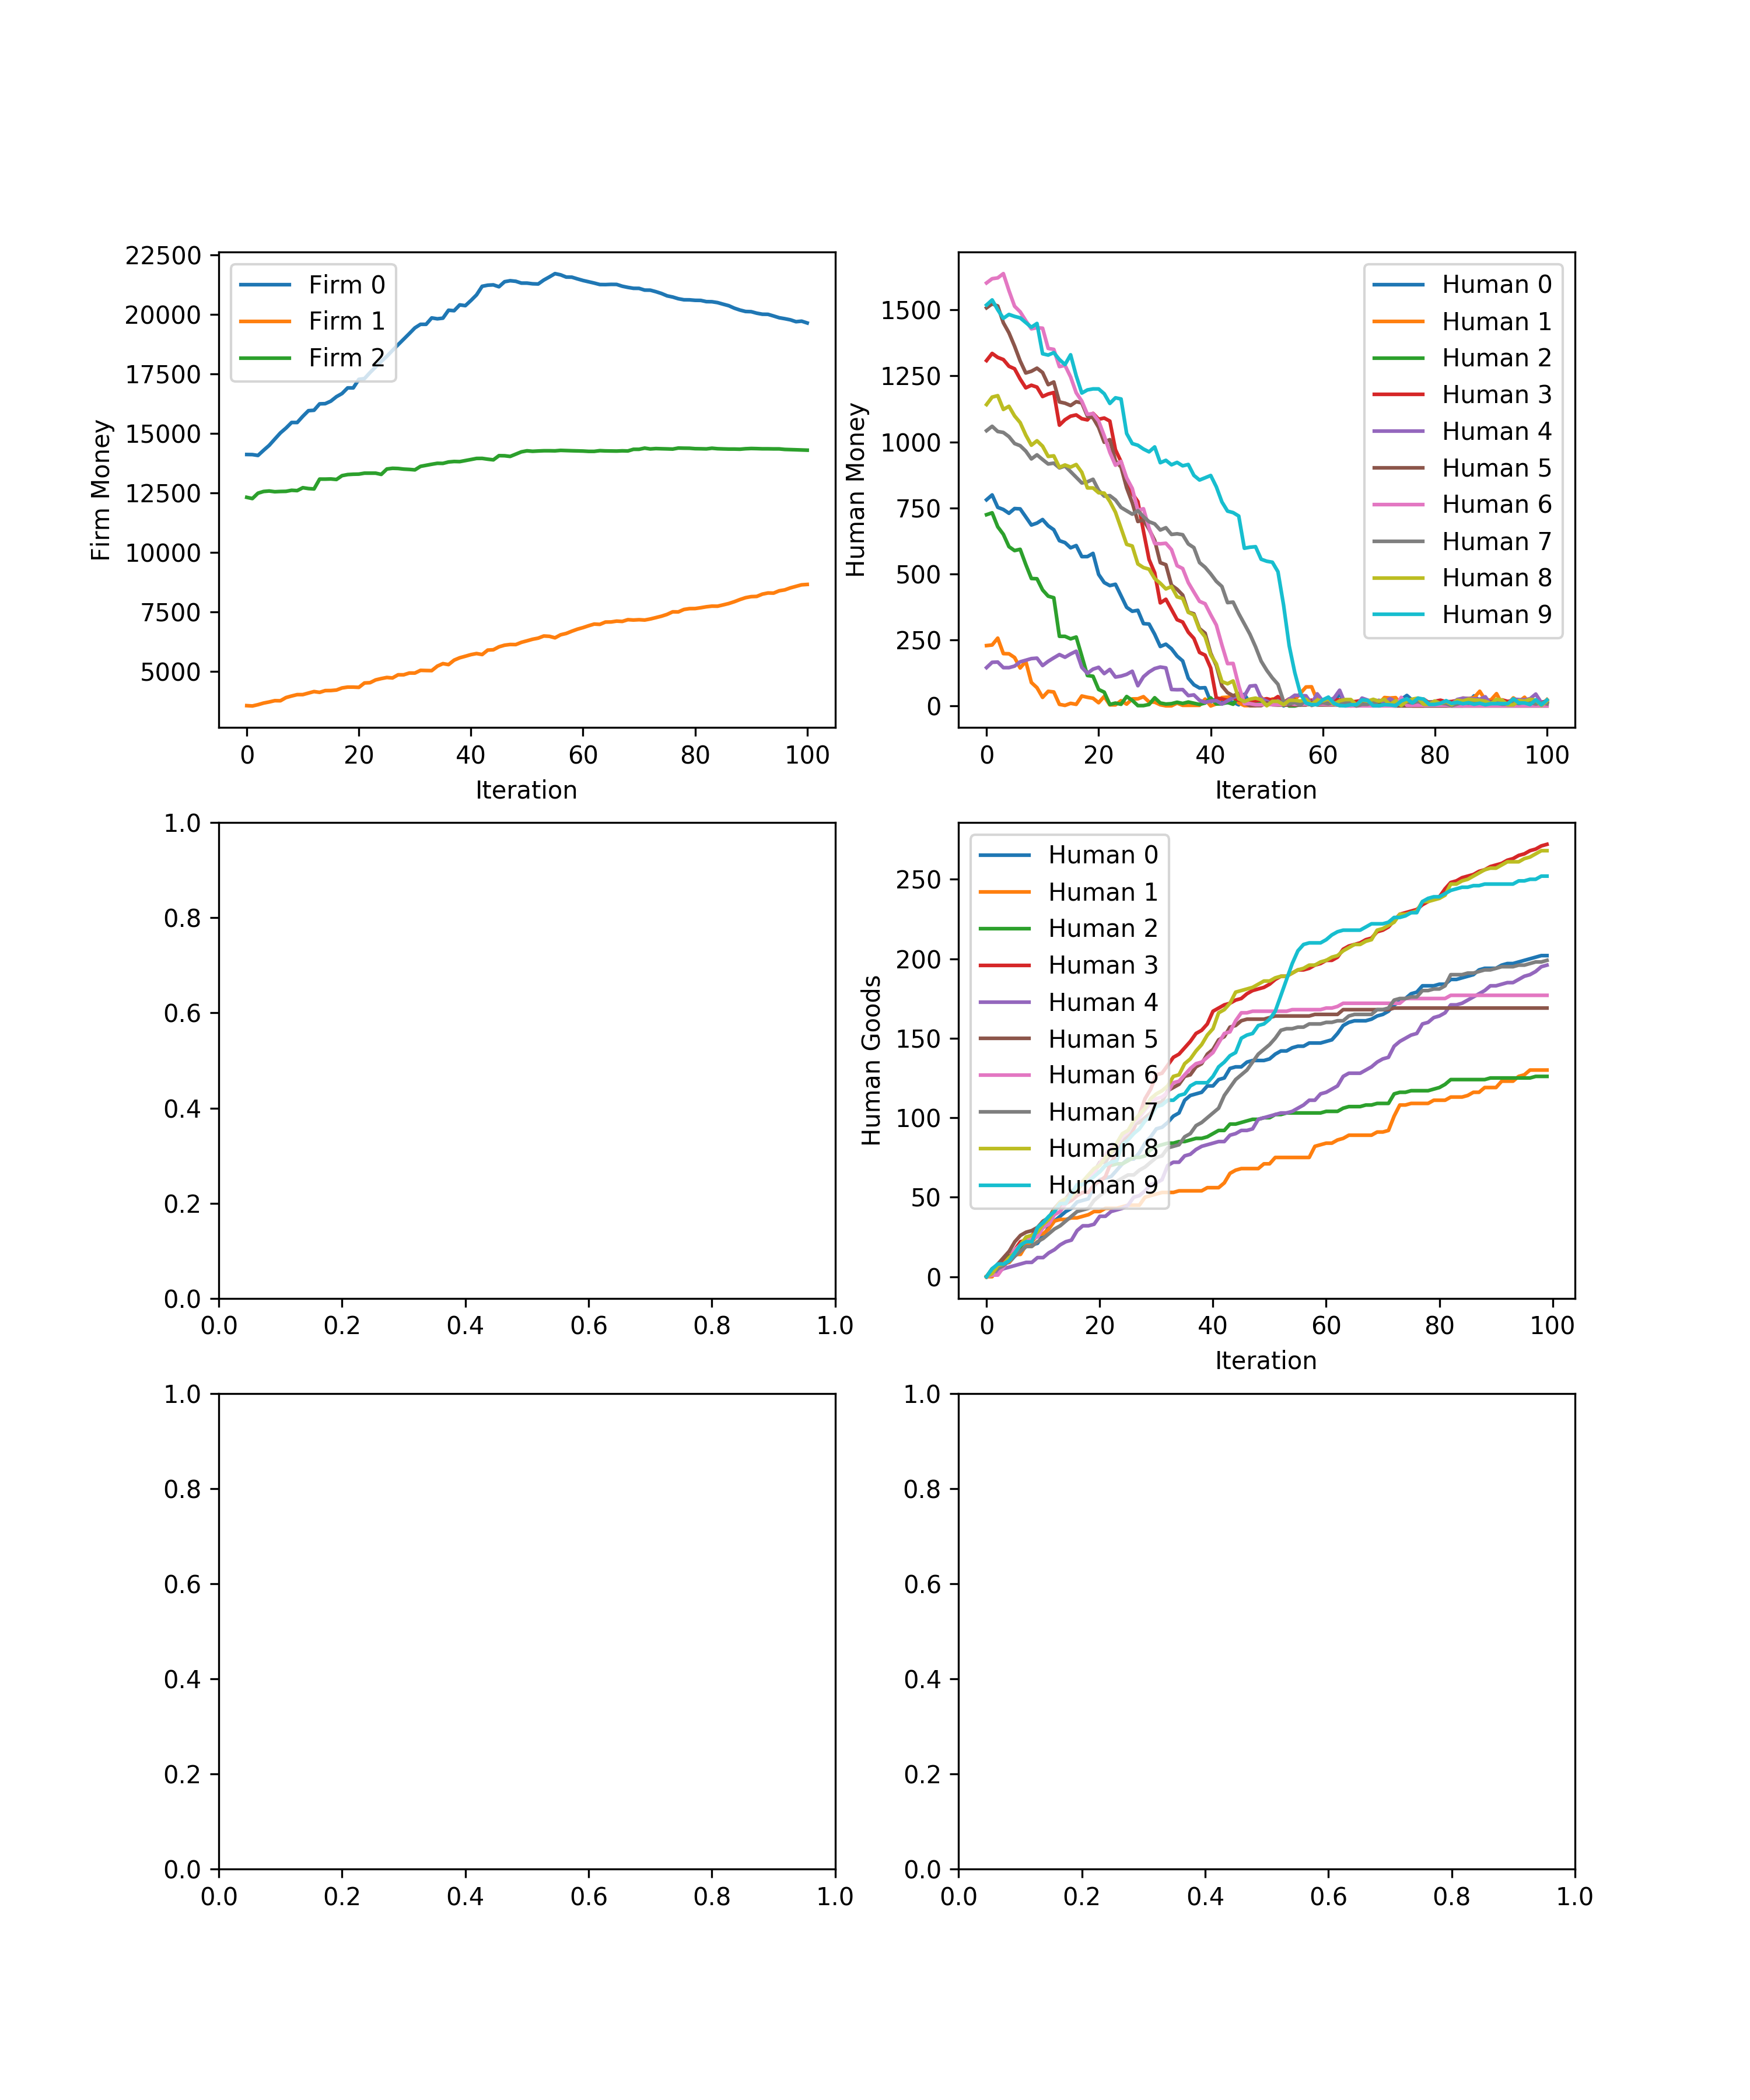 22500
20000
17500
15000
12500
10000
7500
5000
Firm Money
Firm 0
Firm 1
Firm 2
0 20 40 60 80 100
Iteration
1500
1250
1000
750
500
250
0
Human Money
Human 0
Human 1
Human 2
Human 3
Human 4
Human 5
Human 6
Human 7
Human 8
Human 9
0 20 40 60 80 100
Iteration
1.0
0.8
0.6
0.4
0.2
0.0
0.0 0.2 0.4 0.6 0.8 1.0
250
200
150
100
50
0
Human Goods
Human 0
Human 1
Human 2
Human 3
Human 4
Human 5
Human 6
Human 7
Human 8
Human 9
0 20 40 60 80 100
Iteration
1.0
0.8
0.6
0.4
0.2
0.0
0.0 0.2 0.4 0.6 0.8 1.0
1.0
0.8
0.6
0.4
0.2
0.0
0.0 0.2 0.4 0.6 0.8 1.0